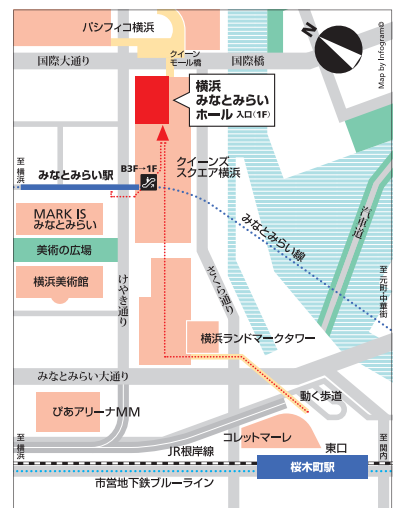 パシフィコ横浜
N
Map by Infogram©
国際大通り
クイーン
モール橋
国際橋
横浜
みなとみらい
ホール 入口(1F)
至横浜
みなとみらい駅
B3F→1F
クイーンズ
スクエア横浜
MARK IS
みなとみらい
美術の広場
横浜美術館
けやき通り
さくら通り
みなとみらい線
汽車道
至元町・中華街
横浜ランドマークタワー
みなとみらい大通り
動く歩道
ぴあアリーナMM
コレットマーレ
至横浜
JR根岸線
東口
至関内
桜木町駅
市営地下鉄ブルーライン